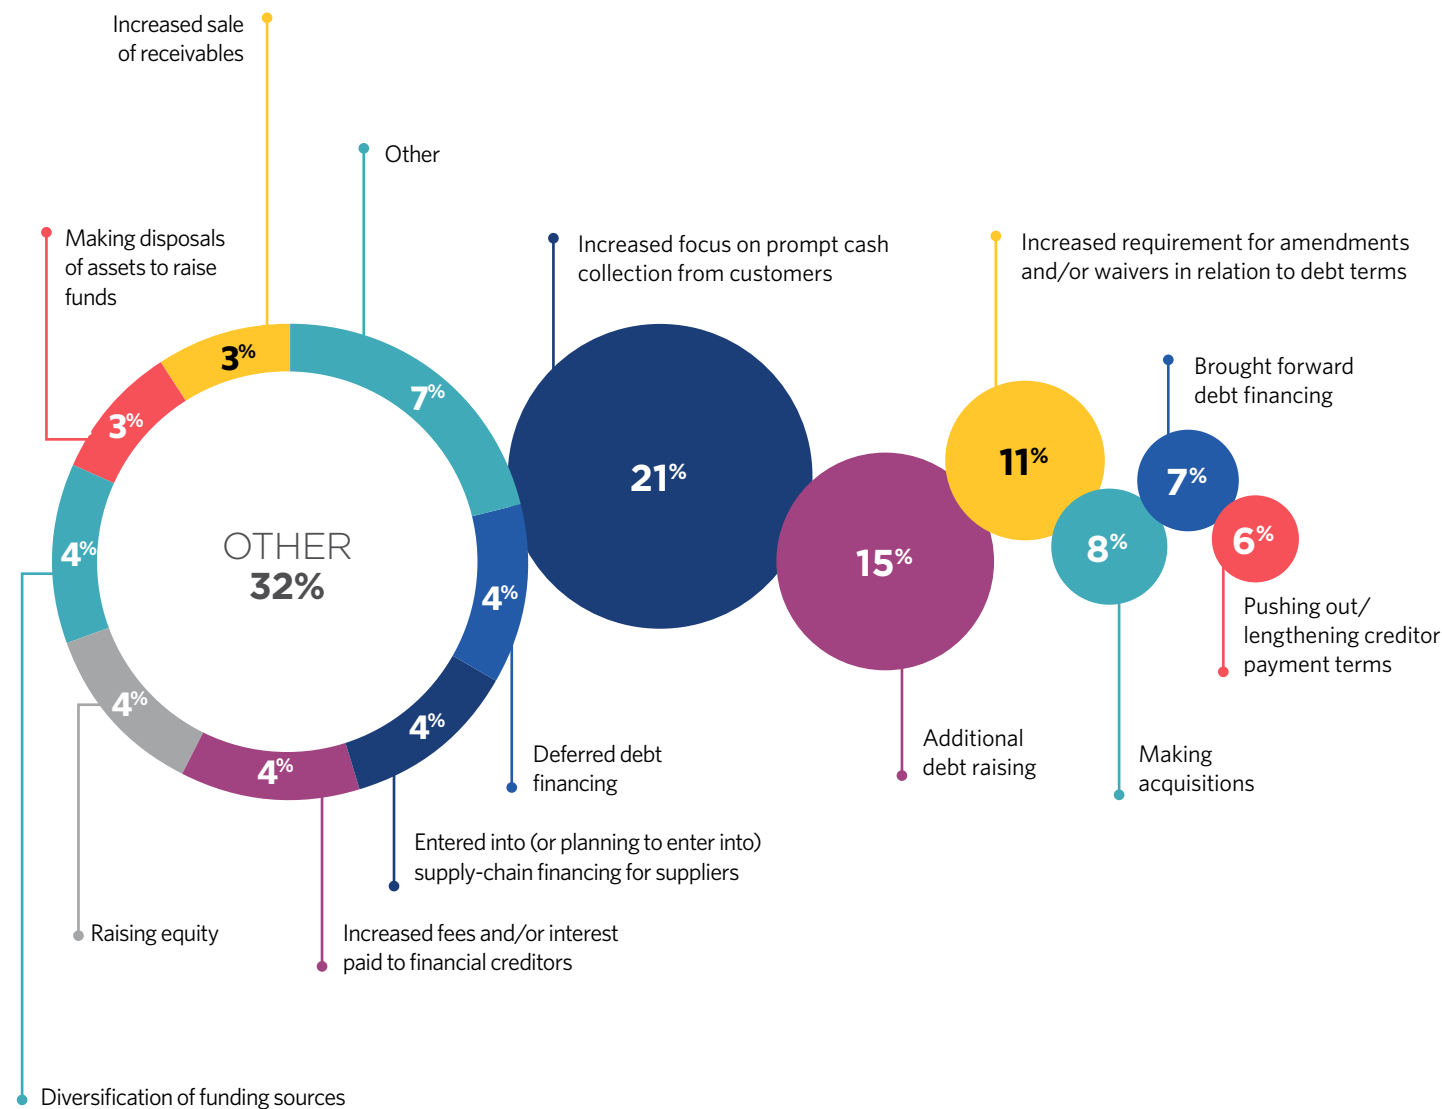 Increased sale
of receivables
Other
Making disposals
of assets to raise
funds
Increased focus on prompt cash
collection from customers
Increased requirement for amendments
and/or waivers in relation to debt terms
Brought forward
debt financing
3%
7%
3%
21%
11%
7%
4%
OTHER
32%
15%
8%
6%
4%
4%
4%
4%
Pushing out/
lengthening creditor
payment terms
Additional
debt raising
Making
acquisitions
Deferred debt
financing
Entered into (or planning to enter into)
supply-chain financing for suppliers
Raising equity
Increased fees and/or interest
paid to financial creditors
Diversification of funding sources